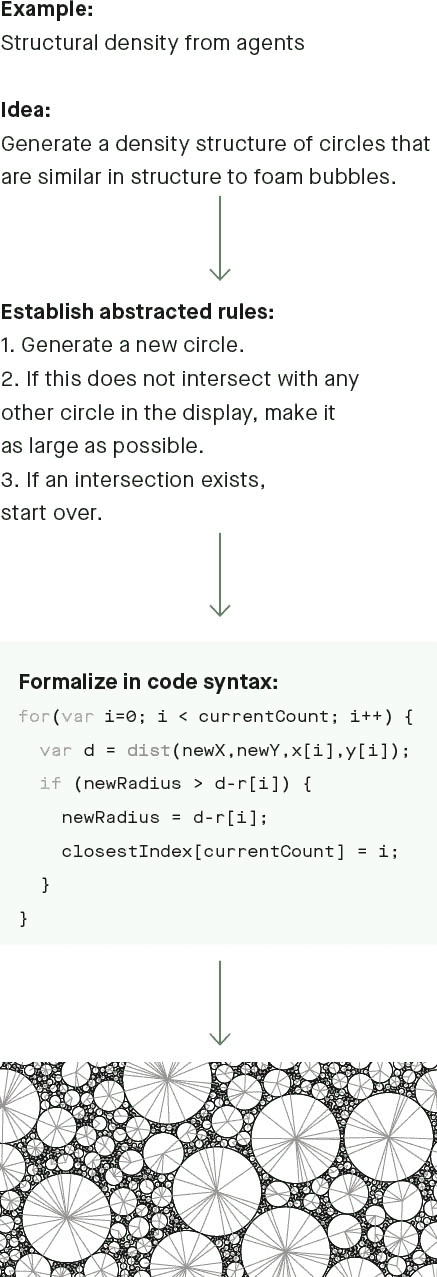 Example:
Structural density from agents
Idea:
Generate a density structure of circles that
are similar in structure to foam bubbles.
Establish abstracted rules:
1. Generate a new circle.
2. If this does not intersect with any
other circle in the display, make it
as large as possible.
3. If an intersection exists,
start over.
Formalize in code syntax:
for(var i=0; i < currentCount; i++) {
var d = dist(newX,newY,x[i],y[i]);
if (newRadius > d-r[i]) {
newRadius = d-r[i];
closestIndex[currentCount] = i;
}
}